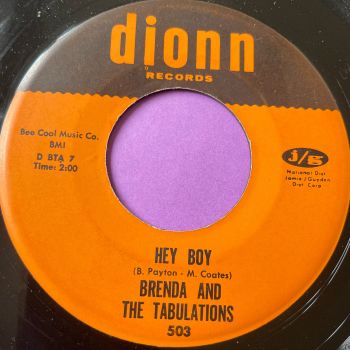 dionn
RECORDS
Bee Cool Music Co.
BMI
D BTA 7
Time: 2:00
J/G
National Dist
Jamie / Guyden
Dist Corp
HEY BOY
(B. Payton - M. Coates)
BRENDA AND
THE TABULATIONS
503